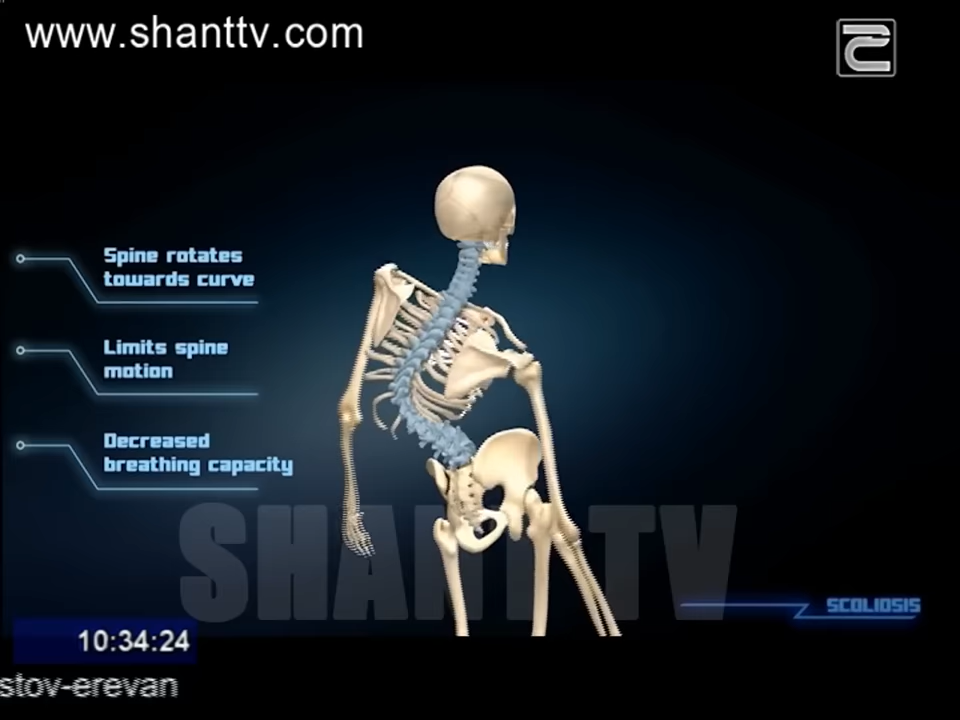 www.shanttv.com
Spine rotates
towards curve
Limits spine
motion
Decreased
breathing capacity
SHANT TV
SCOLIOSIS
10:34:24
stov-erevan